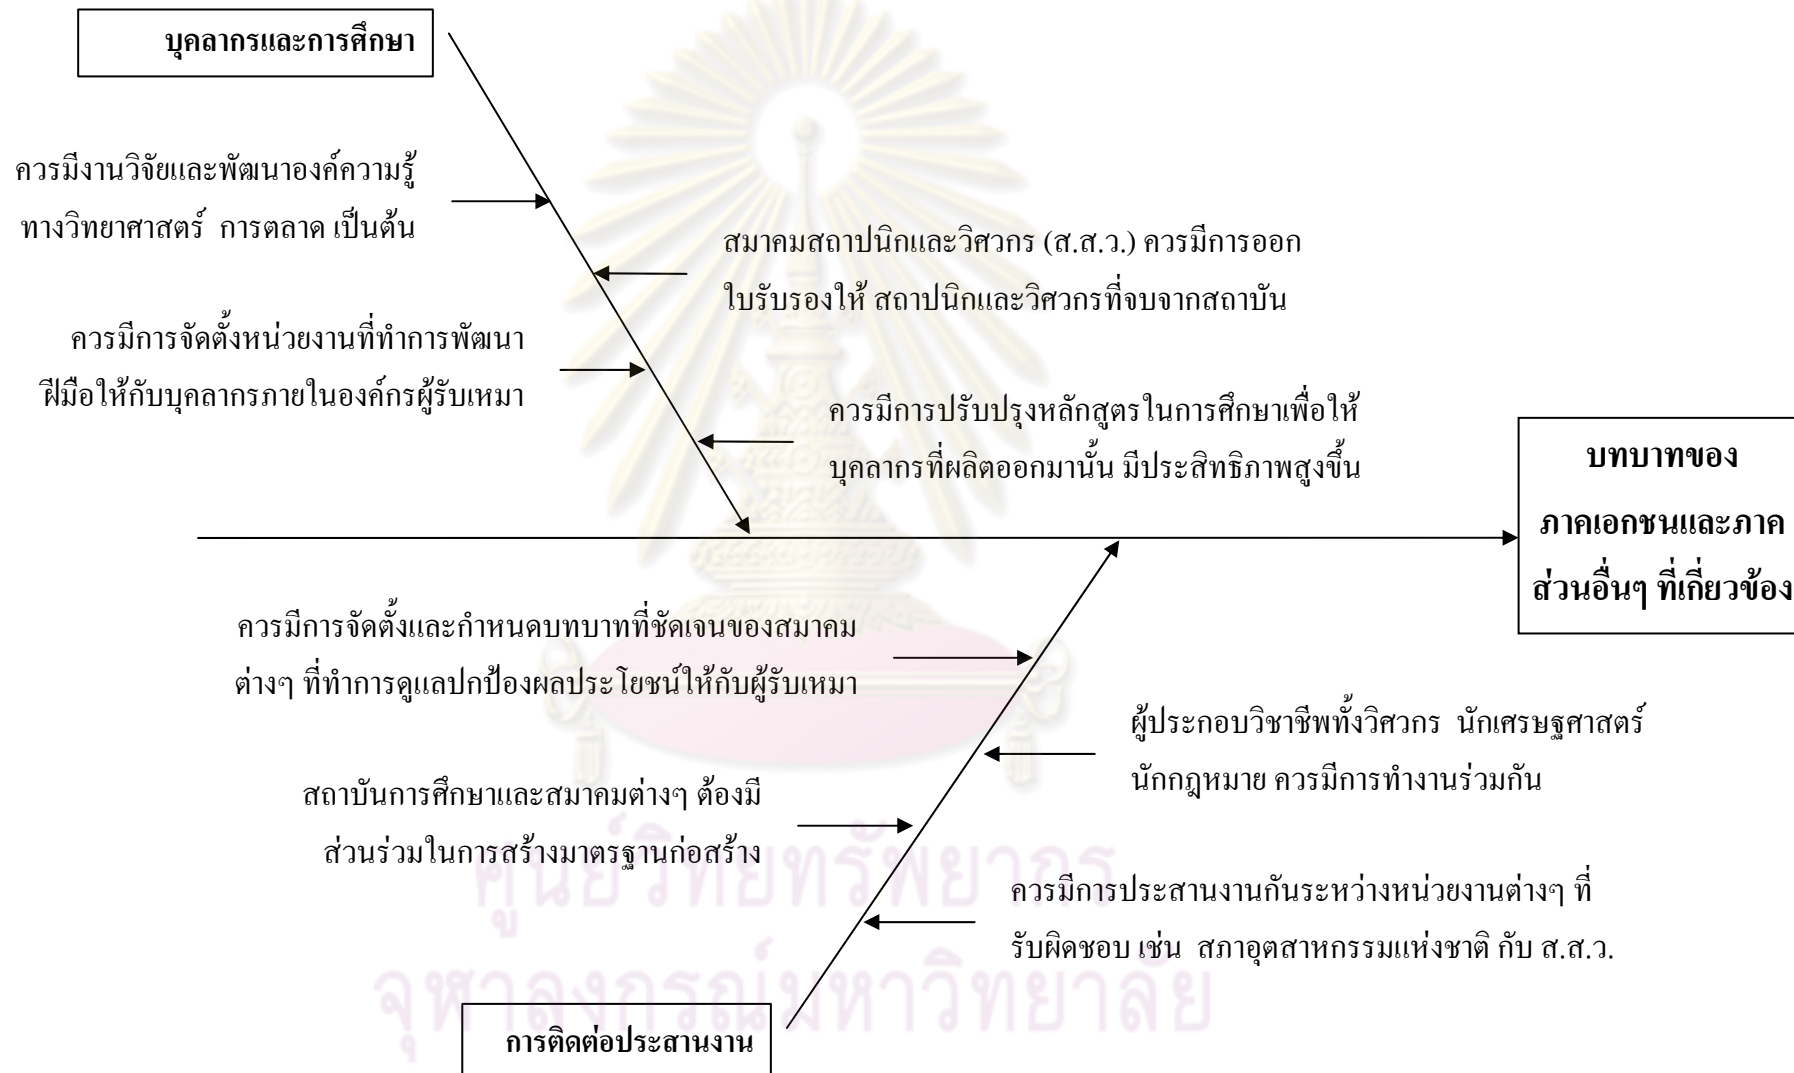 บุคลากรและการศึกษา
ควรมีงานวิจัยและพัฒนาองค์ความรู้
ทางวิทยาศาสตร์ การตลาด เป็นต้น
สมาคมสถาปนิกและวิศวกร (ส.ส.ว.) ควรมีการออก
ใบรับรองให้ สถาปนิกและวิศวกรที่จบจากสถาบัน
ควรมีการจัดตั้งหน่วยงานที่ทำการพัฒนา
ฝีมือให้กับบุคลากรภายในองค์กรผู้รับเหมา
ควรมีการปรับปรุงหลักสูตรในการศึกษาเพื่อให้
บุคลากรที่ผลิตออกมานั้น มีประสิทธิภาพสูงขึ้น
บทบาทของ
ภาคเอกชนและภาค
ส่วนอื่นๆ ที่เกี่ยวข้อง
ควรมีการจัดตั้งและกำหนดบทบาทที่ชัดเจนของสมาคม
ต่างๆ ที่ทำการดูแลปกป้องผลประโยชน์ให้กับผู้รับเหมา
ผู้ประกอบวิชาชีพทั้งวิศวกร นักเศรษฐศาสตร์
นักกฎหมาย ควรมีการทำงานร่วมกัน
สถาบันการศึกษาและสมาคมต่างๆ ต้องมี
ส่วนร่วมในการสร้างมาตรฐานก่อสร้าง
ควรมีการประสานงานกันระหว่างหน่วยงานต่างๆ ที่
รับผิดชอบ เช่น สภาอุตสาหกรรมแห่งชาติ กับ ส.ส.ว.
การติดต่อประสานงาน
ศูนย์วิทยทรัพยากร
จุฬาลงกรณ์มหาวิทยาลัย